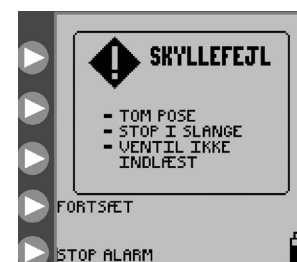 SKYLLEFEJL
- TOM POSE
- STOP I SLANGE
- VENTIL IKKE
INDLÆST
FORTSÆT
STOP ALARM